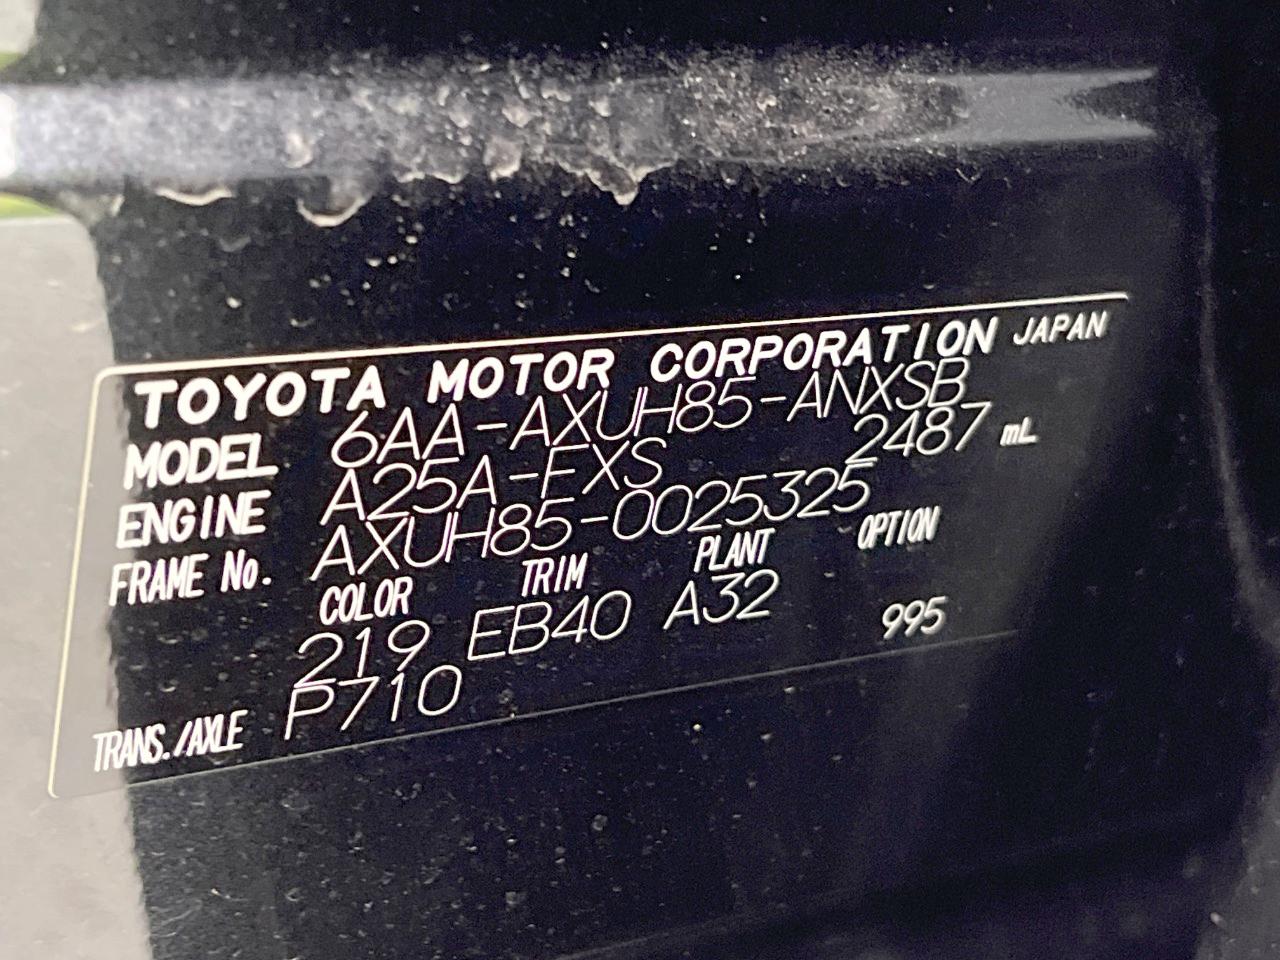 TOYOTA MOTOR CORPORATION JAPAN
MODEL 6AA-AXUH85-ANXSB
ENGINE A25A-FXS 2487 mL
FRAME No. AXUH85-0025325
COLOR TRIM PLANT OPTION
219 EB40 A32 995
TRANS./AXLE P710